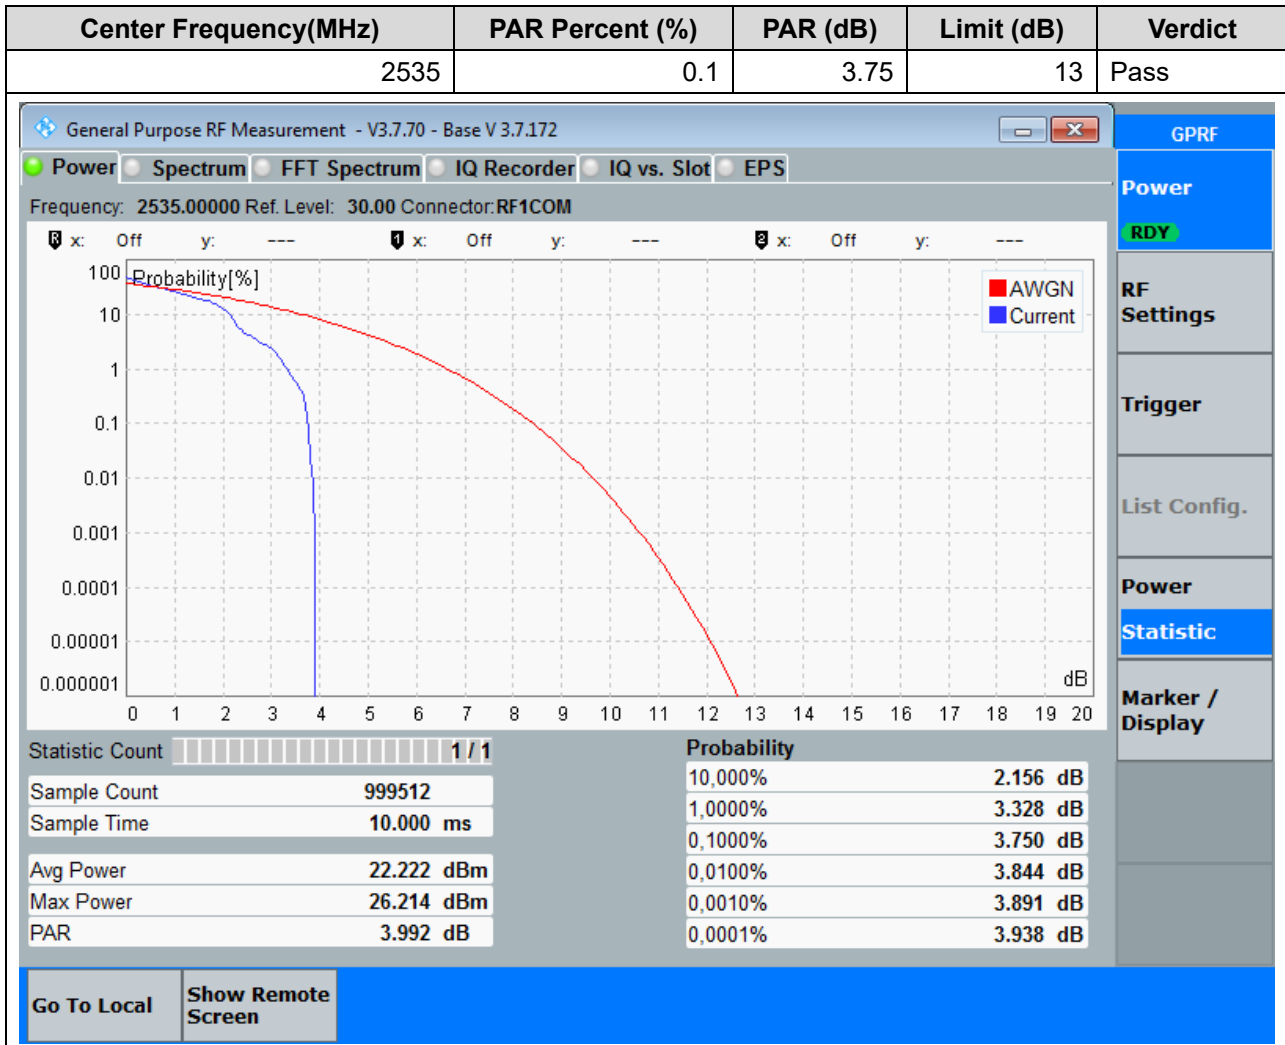 Center Frequency(MHz) PAR Percent (%) PAR (dB) Limit (dB) Verdict
2535 0.1 3.75 13 Pass
General Purpose RF Measurement - V3.7.70 - Base V 3.7.172
GPRF
Power Spectrum FFT Spectrum IQ Recorder IQ vs. Slot EPS
Power
RDY
Frequency: 2535.00000 Ref. Level: 30.00 Connector:RF1COM
R x: Off y: --- 1 x: Off y: --- 2 x: Off y: ---
Probability[%]
AWGN
Current
100
10
1
0.1
0.01
0.001
0.0001
0.00001
0.000001
dB
0 1 2 3 4 5 6 7 8 9 10 11 12 13 14 15 16 17 18 19 20
RF
Settings
Trigger
List Config.
Power
Statistic
Marker /
Display
Statistic Count 1 / 1
Sample Count 999512
Sample Time 10.000 ms
Avg Power 22.222 dBm
Max Power 26.214 dBm
PAR 3.992 dB
Probability
10,000% 2.156 dB
1,0000% 3.328 dB
0,1000% 3.750 dB
0,0100% 3.844 dB
0,0010% 3.891 dB
0,0001% 3.938 dB
Go To Local
Show Remote
Screen